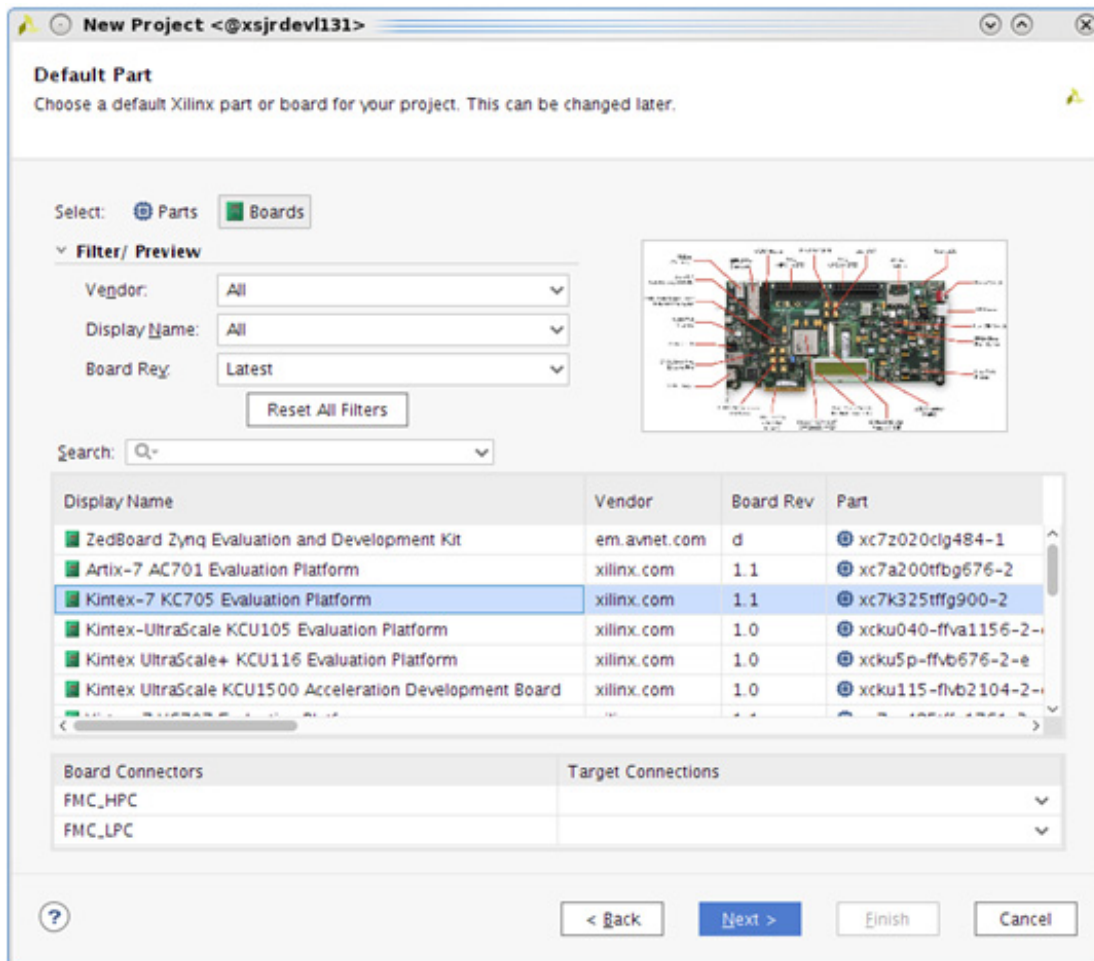 New Project <@xsjrdevl131>
Default Part
Choose a default Xilinx part or board for your project. This can be changed later.
Select: Parts Boards
Filter/ Preview
Vendor: All
Display Name: All
Board Rev: Latest
Reset All Filters
Search:
Display Name Vendor Board Rev Part
ZedBoard Zynq Evaluation and Development Kit em.avnet.com d xc7z020clg484-1
Artix-7 AC701 Evaluation Platform xilinx.com 1.1 xc7a200tfbg676-2
Kintex-7 KC705 Evaluation Platform xilinx.com 1.1 xc7k325tffg900-2
Kintex-UltraScale KCU105 Evaluation Platform xilinx.com 1.0 xcku040-ffva1156-2-
Kintex UltraScale+ KCU116 Evaluation Platform xilinx.com 1.0 xcku5p-ffvb676-2-e
Kintex UltraScale KCU1500 Acceleration Development Board xilinx.com 1.0 xcku115-flvb2104-2-
Board Connectors Target Connections
FMC_HPC
FMC_LPC
? < Back Next > Finish Cancel